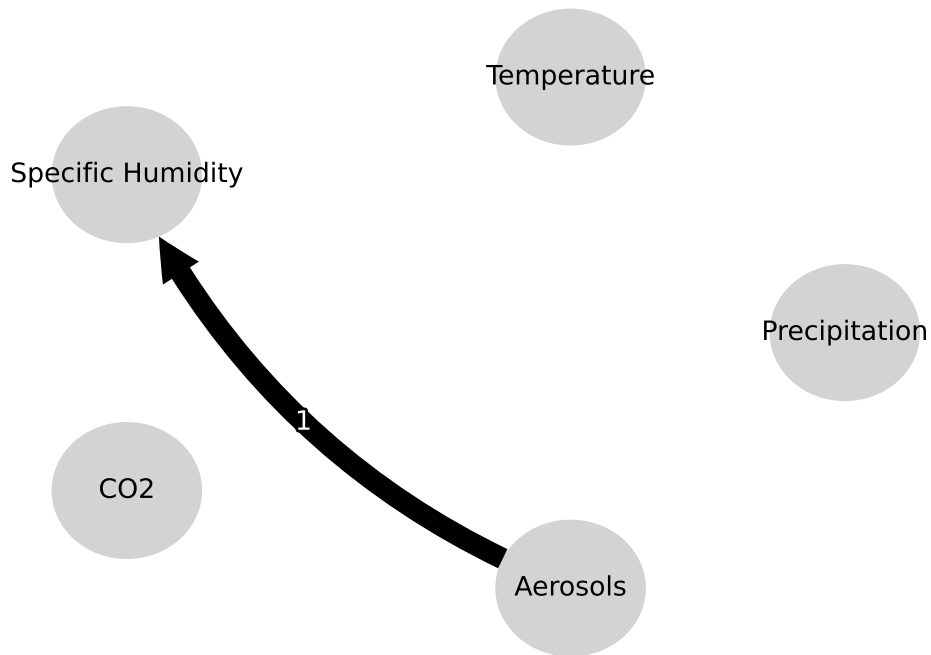 Temperature
Specific Humidity
Precipitation
1
CO2
Aerosols